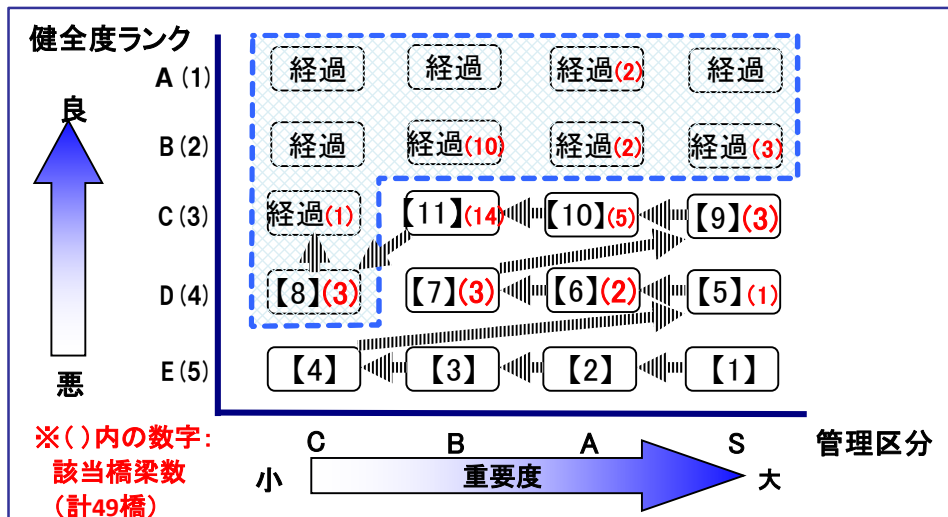 健全度ランク
A(1) 経過 経過 経過(2) 経過
良
B(2) 経過 経過(10) 経過(2) 経過(3)
C(3) 経過(1) 【11】(14) 【10】(5) 【9】(3)
D(4) 【8】(3) 【7】(3) 【6】(2) 【5】(1)
E(5) 【4】 【3】 【2】 【1】
悪
※( )内の数字:
該当橋梁数
(計49橋)
C B A S 管理区分
小 重要度 大